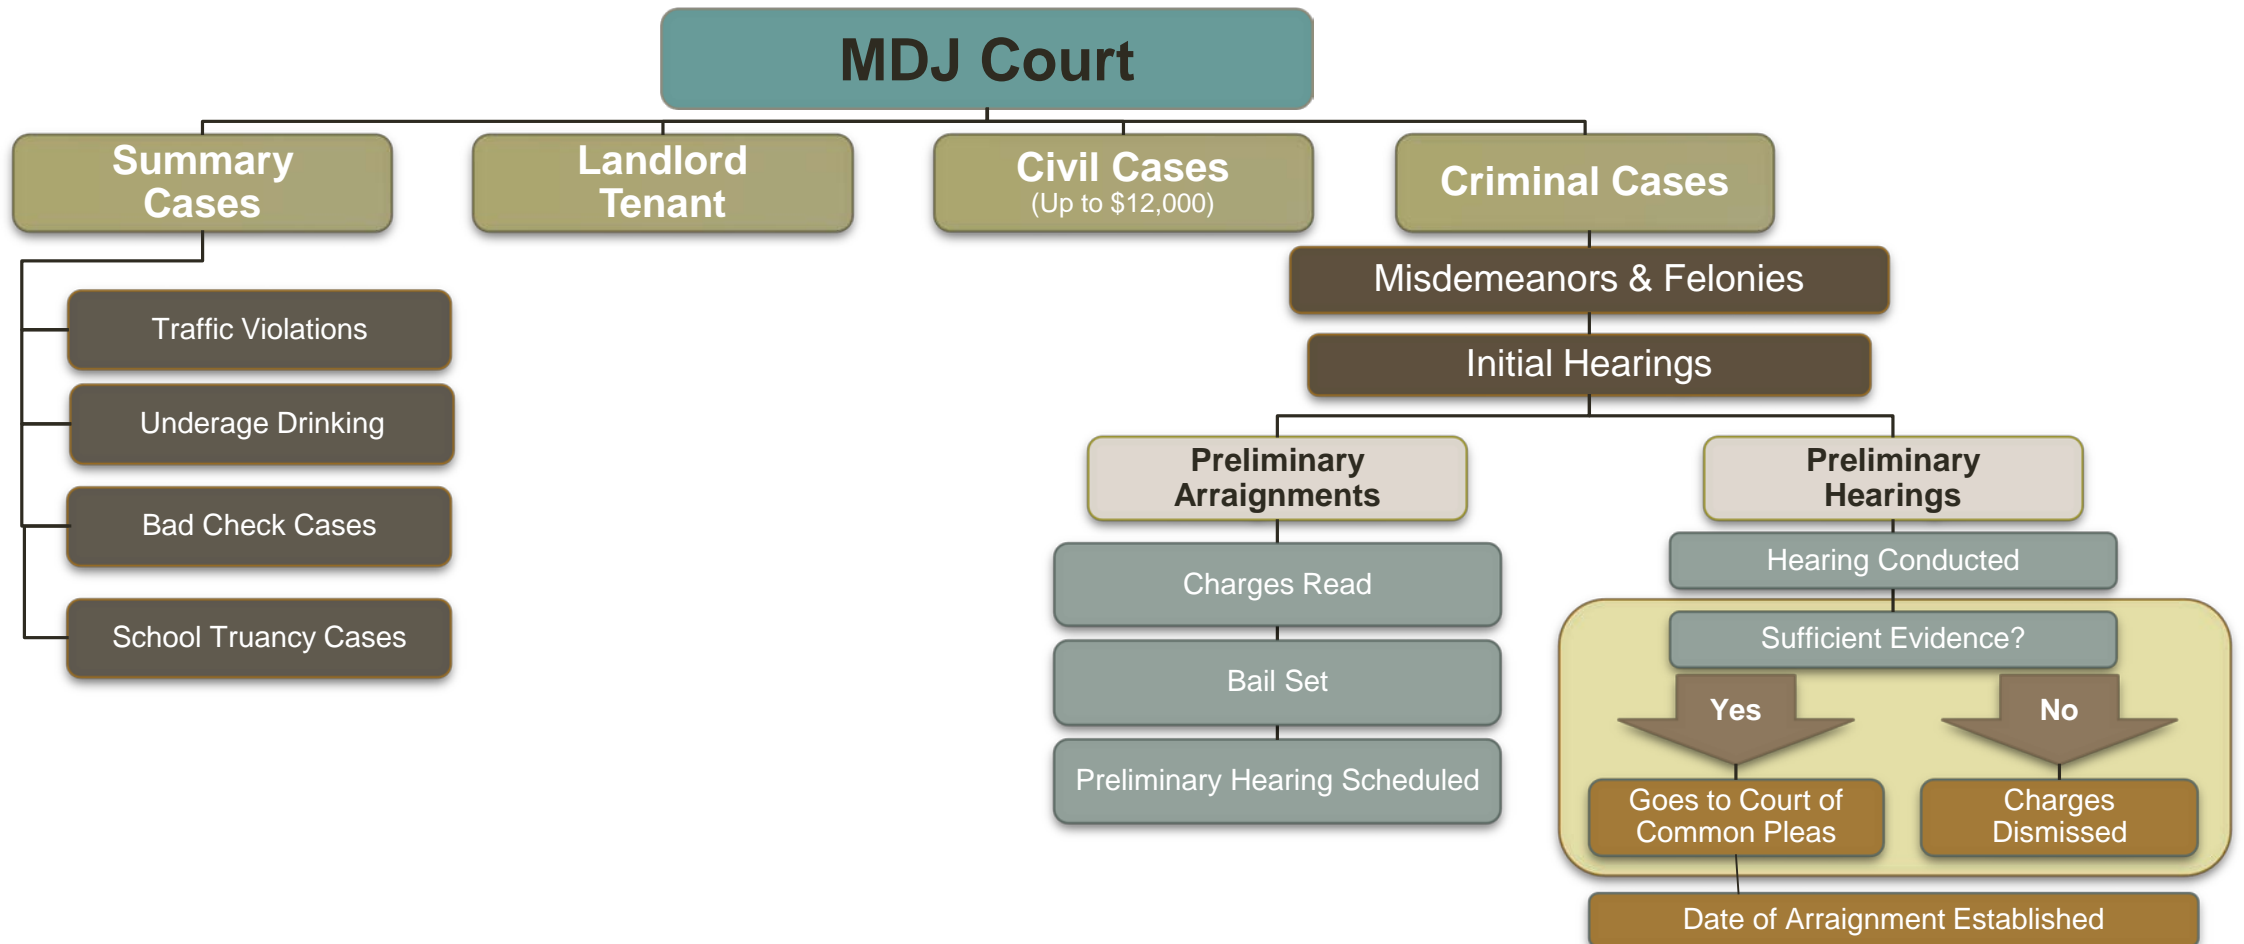 MDJ Court
Summary
Cases
Landlord
Tenant
Civil Cases
(Up to $12,000)
Criminal Cases
Traffic Violations
Underage Drinking
Bad Check Cases
School Truancy Cases
Misdemeanors & Felonies
Initial Hearings
Preliminary
Arraignments
Charges Read
Bail Set
Preliminary Hearing Scheduled
Preliminary
Hearings
Hearing Conducted
Sufficient Evidence?
Yes
No
Goes to Court of
Common Pleas
Charges
Dismissed
Date of Arraignment Established